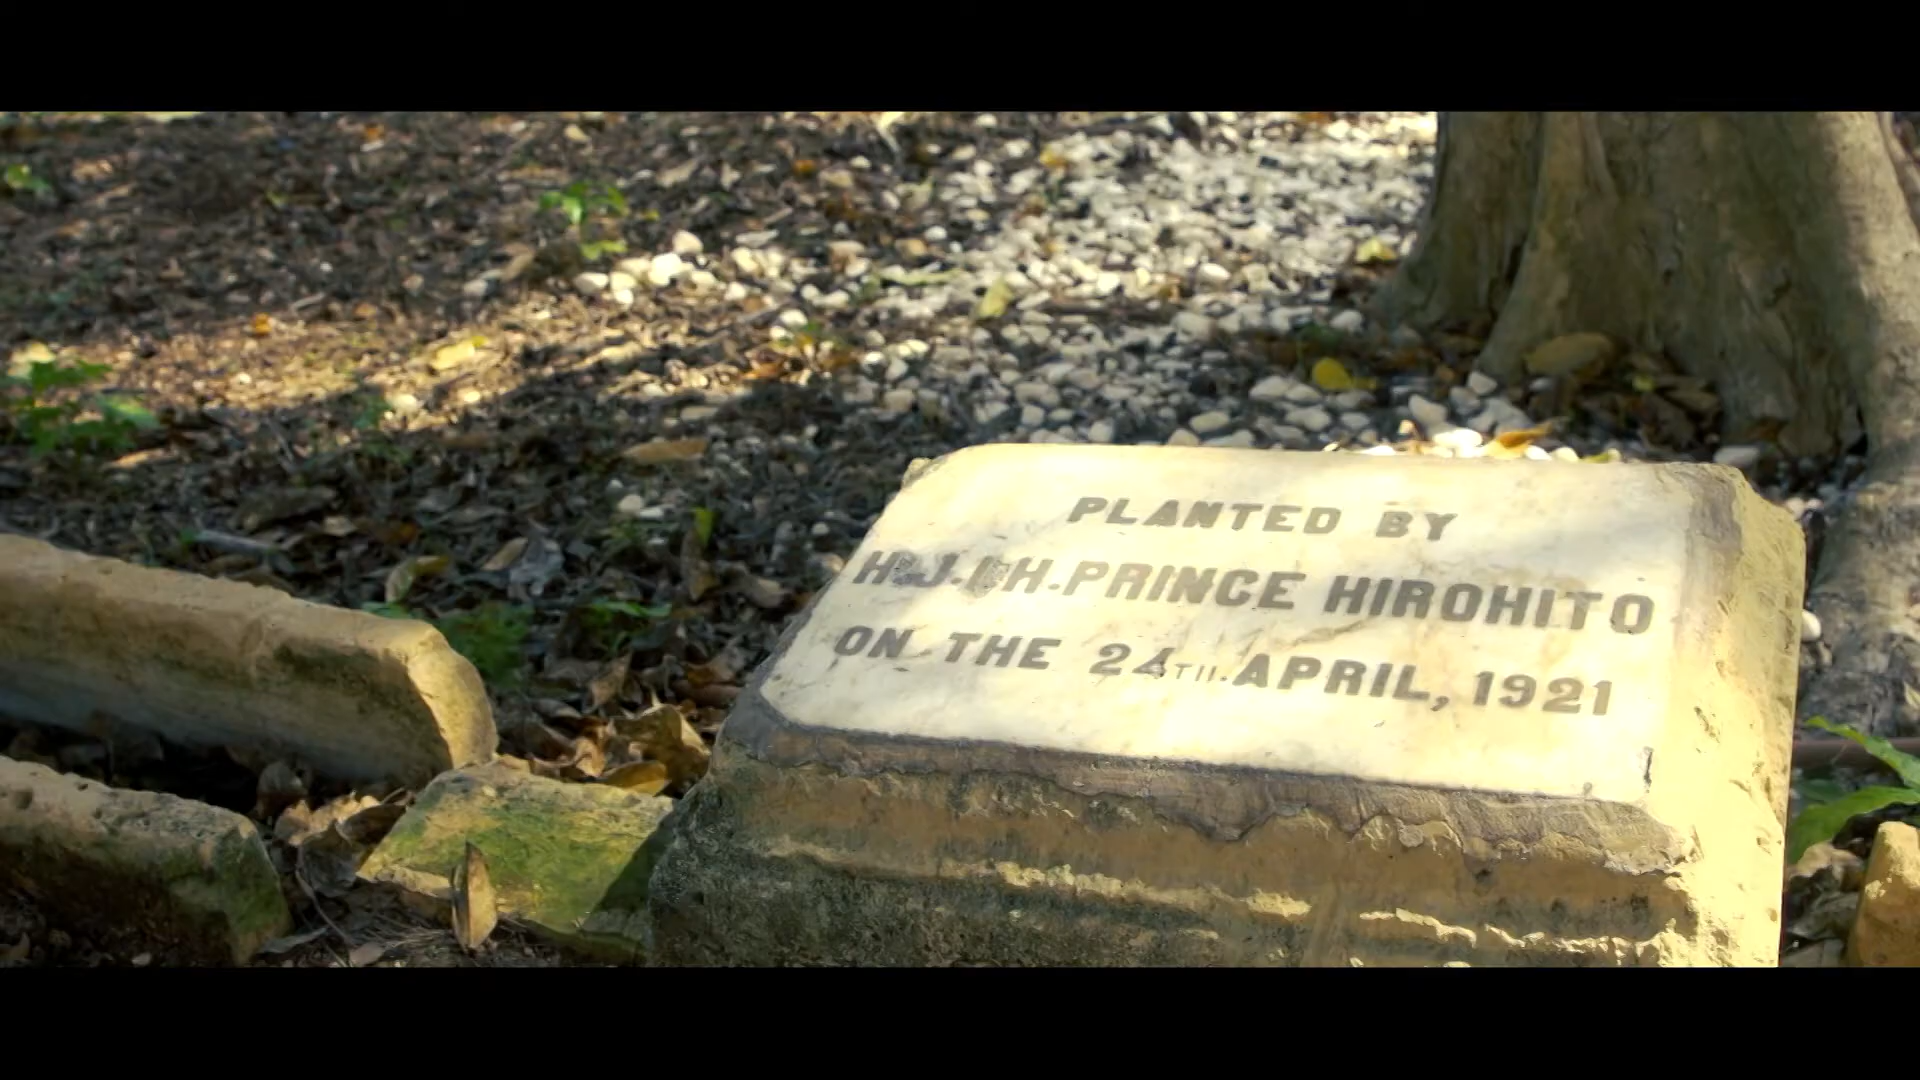 PLANTED BY
H.J.I.H. PRINCE HIROHITO
ON THE 24TH. APRIL, 1921